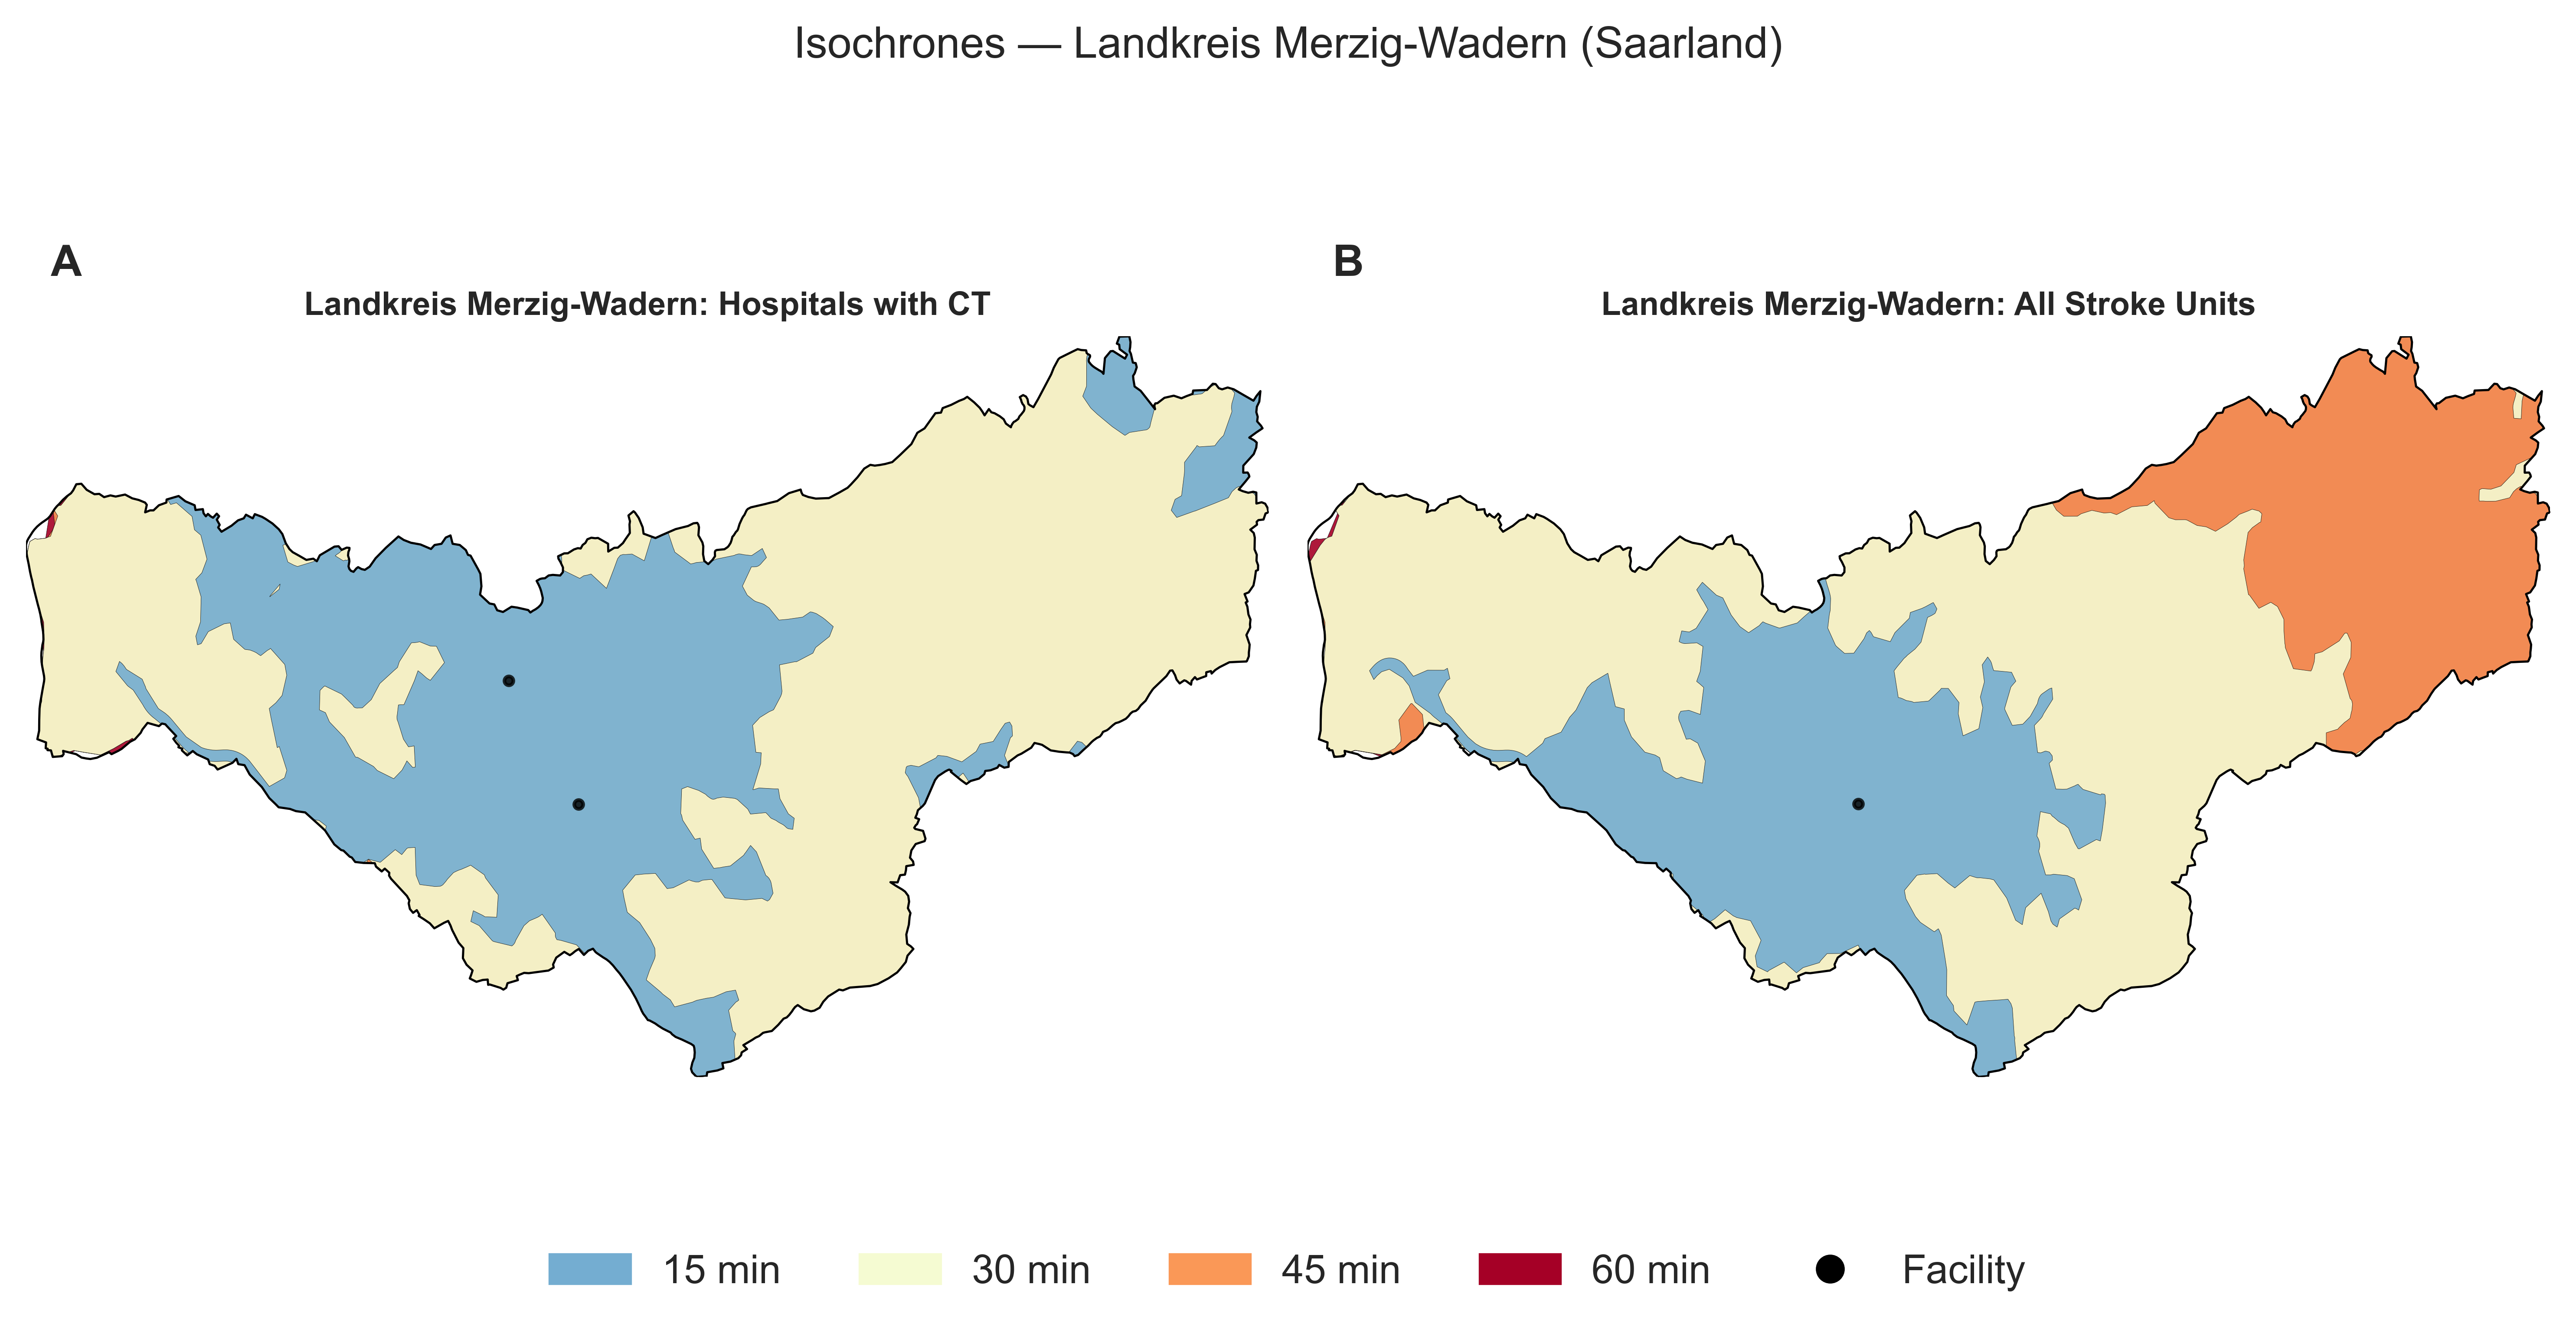 Isochrones — Landkreis Merzig-Wadern (Saarland)
A
Landkreis Merzig-Wadern: Hospitals with CT
B
Landkreis Merzig-Wadern: All Stroke Units
15 min
30 min
45 min
60 min
Facility